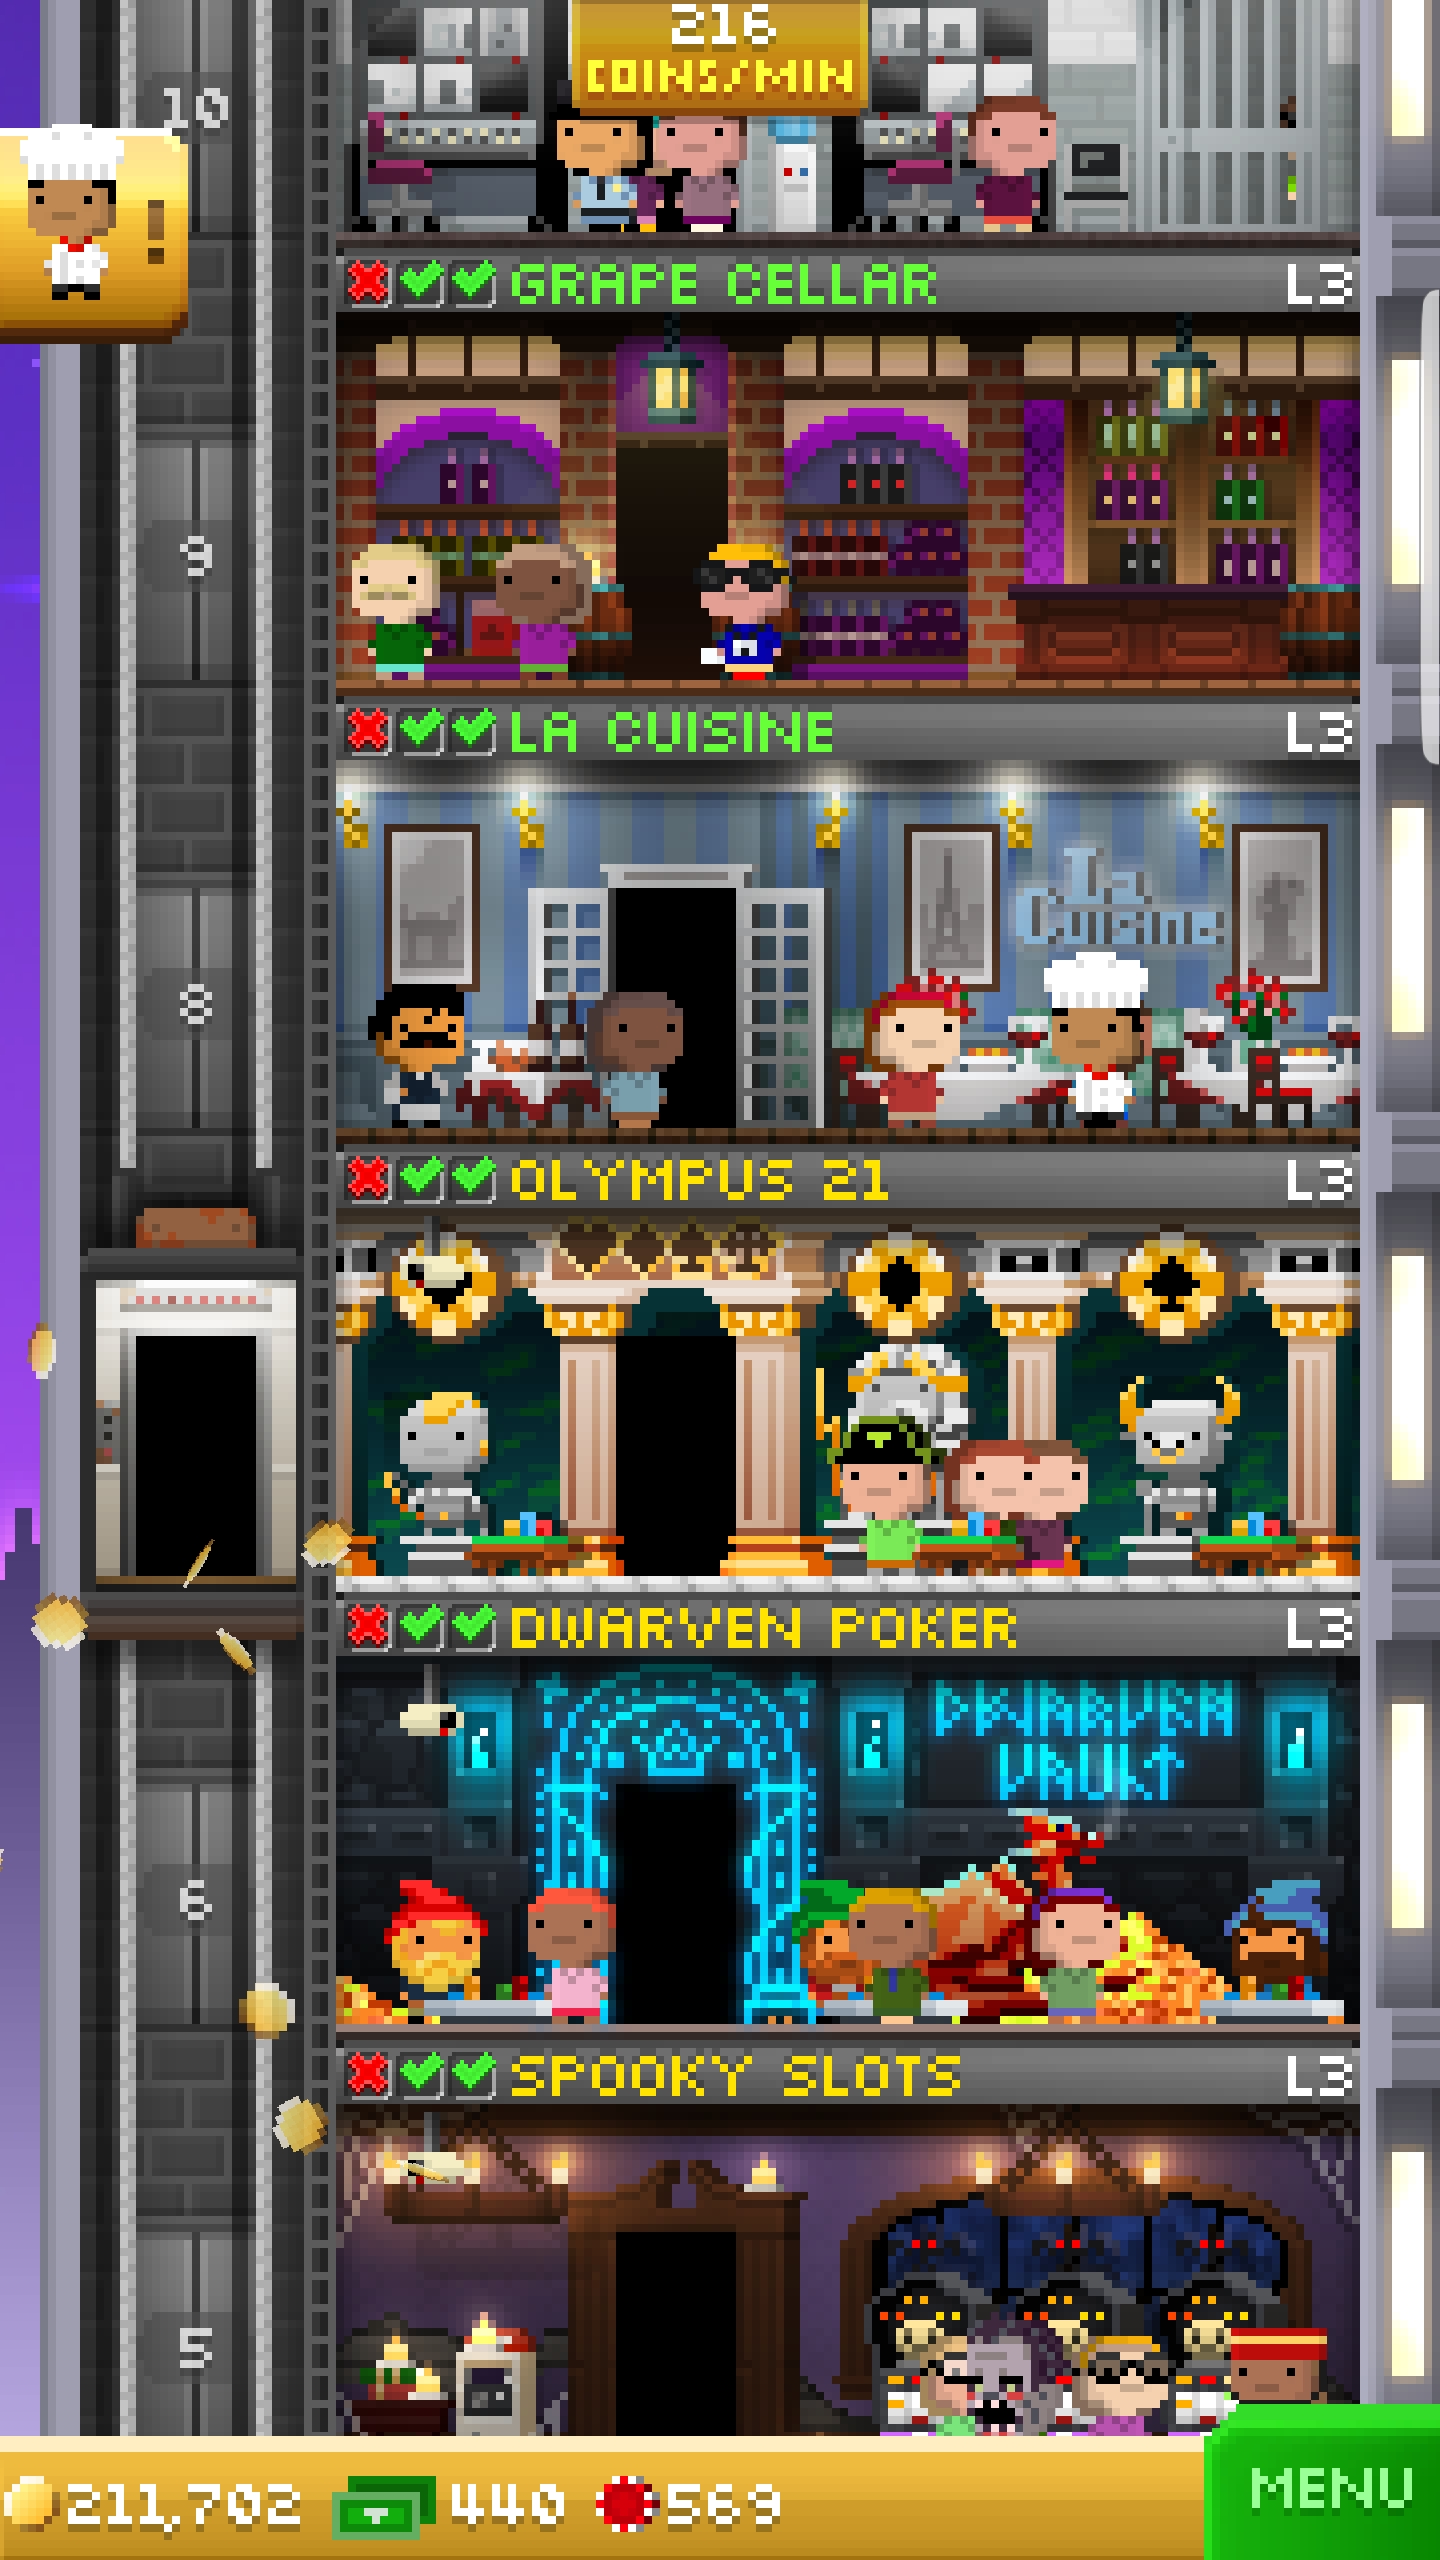 216
COINS/MIN
10
!
GRAPE CELLAR L3
9
LA CUISINE L3
La
Cuisine
8
OLYMPUS 21 L3
DWARVEN POKER L3
DWARVEN
VAULT
6
SPOOKY SLOTS L3
5
211,702 440 569
MENU